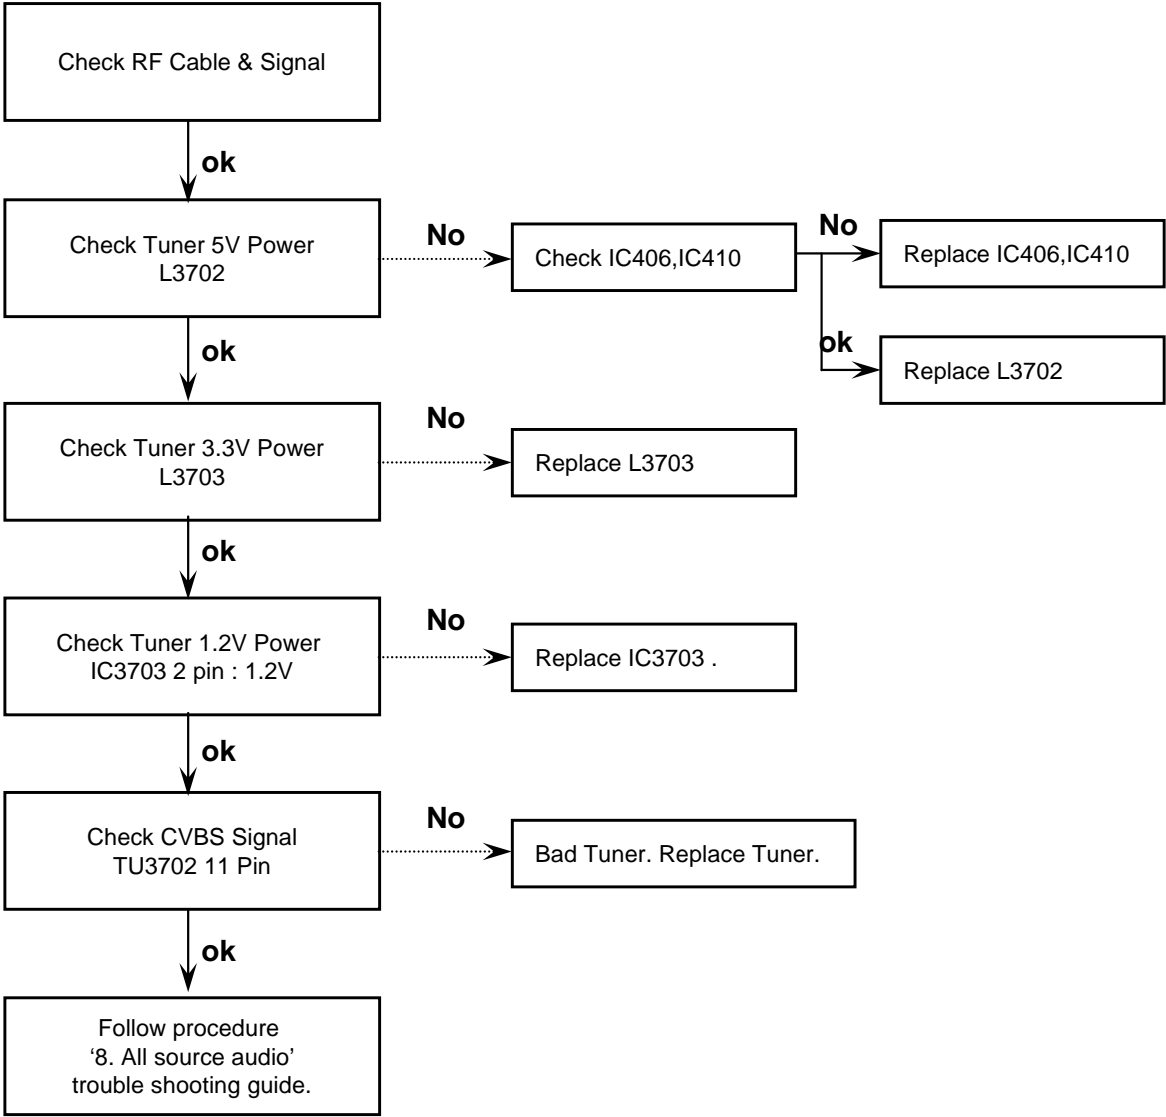 Check RF Cable & Signal
ok
Check Tuner 5V Power
L3702
No
Check IC406,IC410
No
Replace IC406,IC410
ok
Replace L3702
ok
Check Tuner 3.3V Power
L3703
No
Replace L3703
ok
Check Tuner 1.2V Power
IC3703 2 pin : 1.2V
No
Replace IC3703 .
ok
Check CVBS Signal
TU3702 11 Pin
No
Bad Tuner. Replace Tuner.
ok
Follow procedure
‘8. All source audio’
trouble shooting guide.